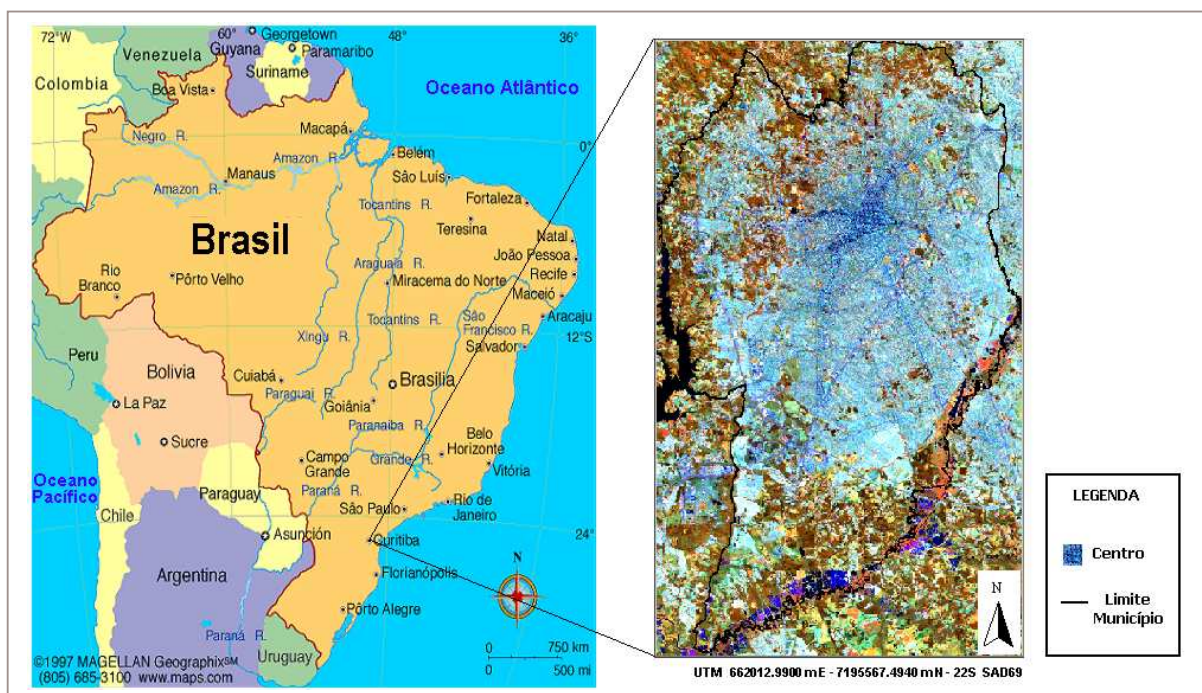 72°W
60°
48°
36°
Venezuela
Georgetown
Guyana
Paramaribo
Suriname
Colombia
Boa Vista
Oceano Atlântico
Negro R.
Macapá
0°
Amazon R.
Belém
Manaus
São Luís
Amazon R.
Fortaleza
Tocantins R.
Teresina
Natal
Brasil
João Pessoa
Araguaia R.
Recife
Rio
Branco
Pôrto Velho
Miracema do Norte
Maceió
Tocantins R.
São
Francisco R.
Aracaju
12°S
Xingu R.
Salvador
Peru
Bolivia
Cuiabá
Brasília
La Paz
Paraguai R.
Goiânia
Paranaiba R.
Sucre
Belo
Horizonte
Campo
Grande
Grande R.
Vitória
Oceano
Pacífico
Paraguay
Paraná R.
São Paulo
Rio de
Janeiro
Chile
Asunción
24°
Curitiba
Argentina
Florianópolis
N
Pôrto Alegre
Paraná R.
Uruguay
0 750 km
0 500 mi
©1997 MAGELLAN Geographix℠
(805) 685-3100 www.maps.com
N
UTM 662012.9900 mE - 7195567.4940 mN - 22S SAD69
LEGENDA
Centro
Limite
Município